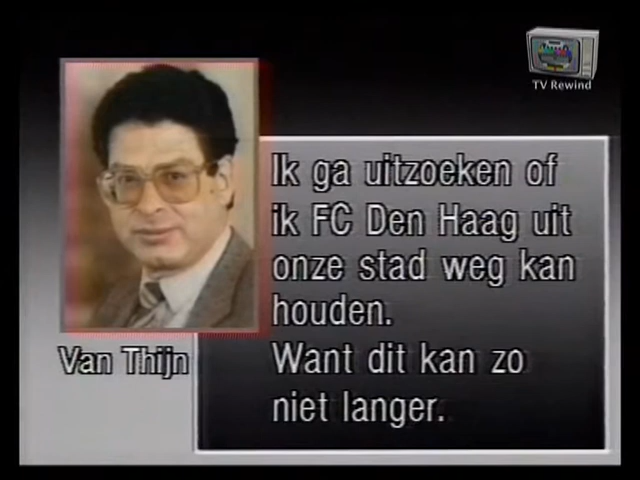 TV Rewind
Ik ga uitzoeken of
ik FC Den Haag uit
onze stad weg kan
houden.
Want dit kan zo
niet langer.
Van Thijn